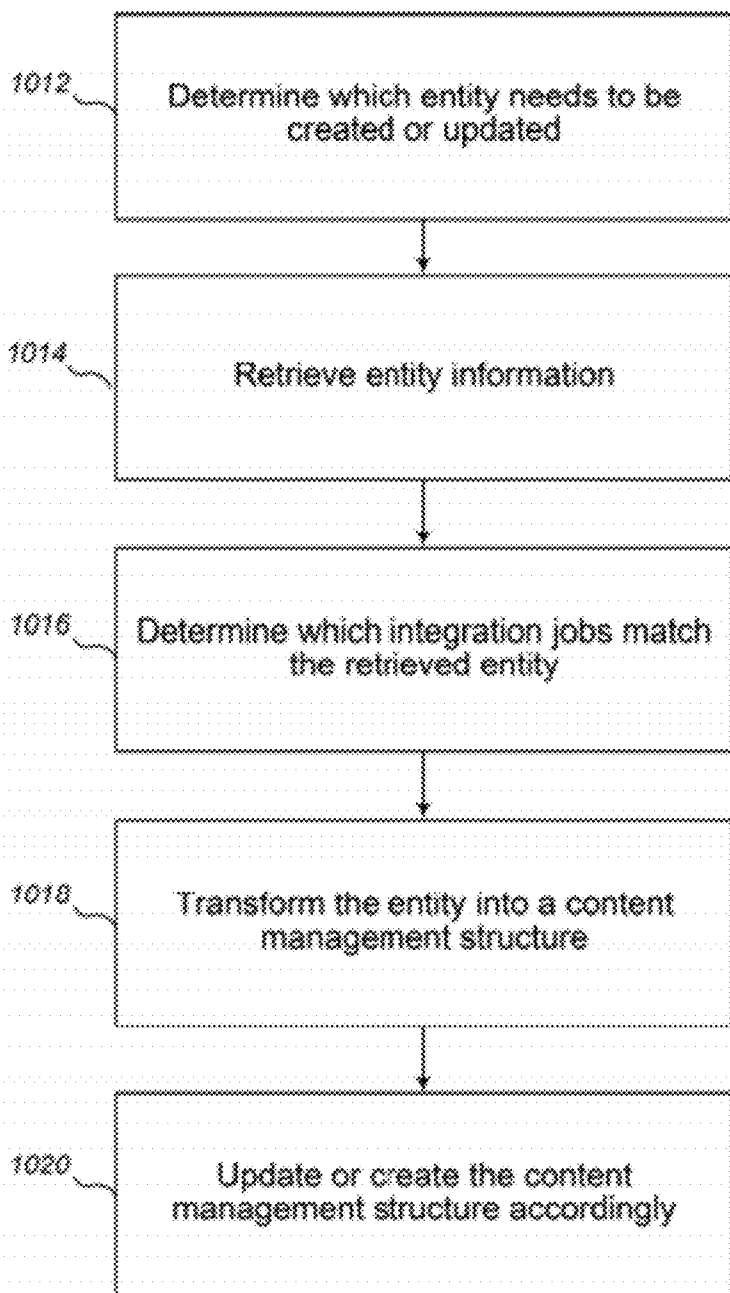 1012
Determine which entity needs to be
created or updated
1014
Retrieve entity information
1016
Determine which integration jobs match
the retrieved entity
1018
Transform the entity into a content
management structure
1020
Update or create the content
management structure accordingly